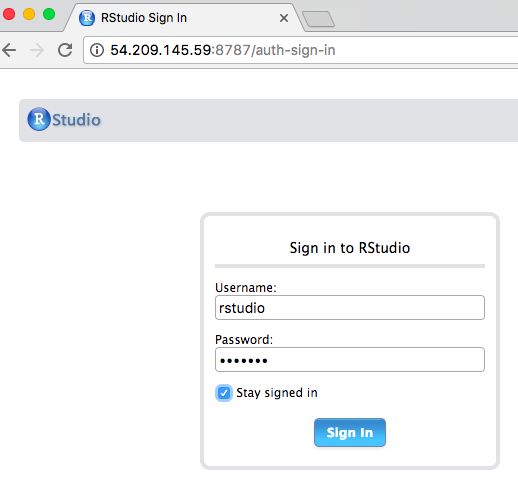 RStudio Sign In
54.209.145.59:8787/auth-sign-in
R Studio
Sign in to RStudio
Username:
rstudio
Password:
•••••••
Stay signed in
Sign In